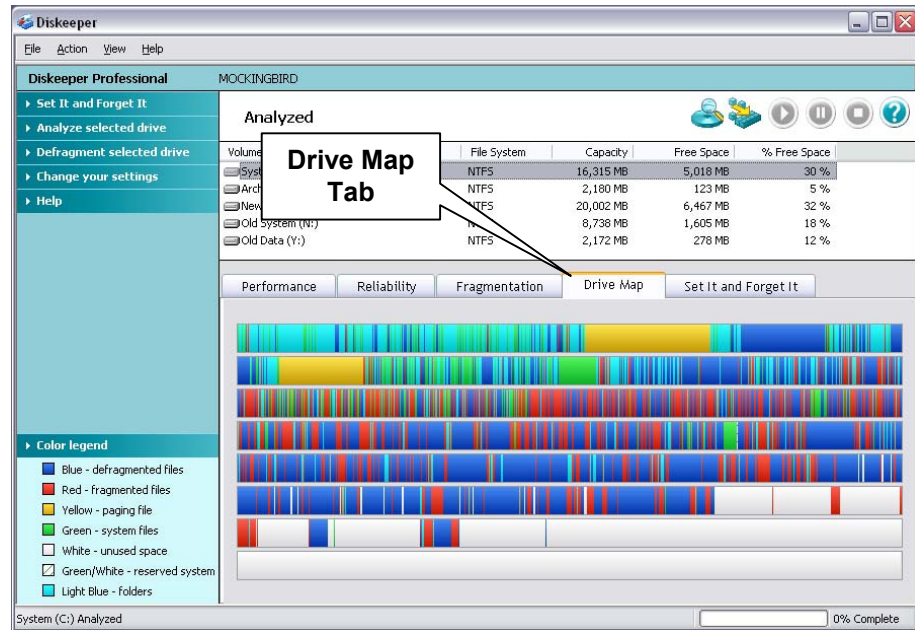 Diskeeper
File Action View Help
Diskeeper Professional MOCKINGBIRD
Set It and Forget It
Analyze selected drive
Defragment selected drive
Change your settings
Help
Analyzed
Drive Map
Tab
File System Capacity Free Space % Free Space
NTFS 16,315 MB 5,018 MB 30 %
NTFS 2,180 MB 123 MB 5 %
NTFS 20,002 MB 6,467 MB 32 %
Old System (N:) NTFS 8,738 MB 1,605 MB 18 %
Old Data (Y:) NTFS 2,172 MB 278 MB 12 %
Performance Reliability Fragmentation Drive Map Set It and Forget It
Color legend
Blue - defragmented files
Red - fragmented files
Yellow - paging file
Green - system files
White - unused space
Green/White - reserved system
Light Blue - folders
System (C:) Analyzed 0% Complete